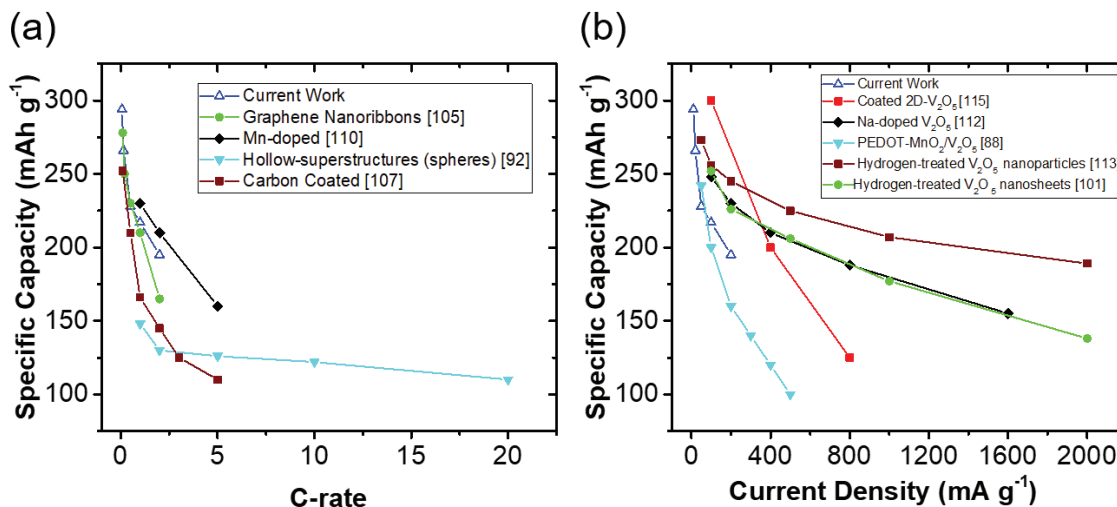 (a)
Specific Capacity (mAh g⁻¹)
300
250
200
150
100
0
5
10
15
20
C-rate
Current Work
Graphene Nanoribbons [105]
Mn-doped [110]
Hollow-superstructures (spheres) [92]
Carbon Coated [107]
(b)
Specific Capacity (mAh g⁻¹)
300
250
200
150
100
0
400
800
1200
1600
2000
Current Density (mA g⁻¹)
Current Work
Coated 2D-V₂O₅ [115]
Na-doped V₂O₅ [112]
PEDOT-MnO₂/V₂O₅ [88]
Hydrogen-treated V₂O₅ nanoparticles [113
Hydrogen-treated V₂O₅ nanosheets [101]